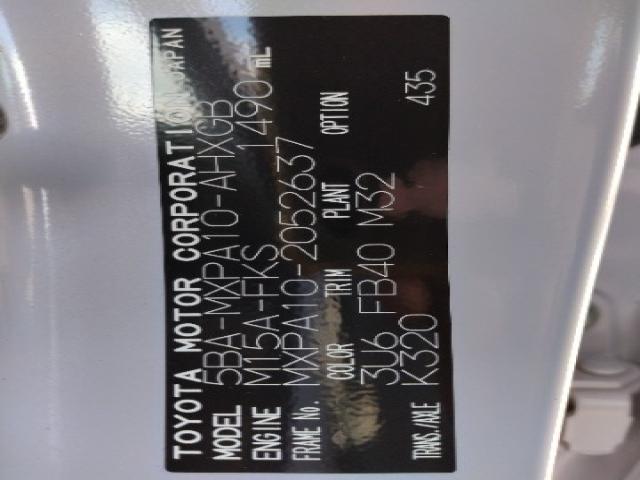 TOYOTA MOTOR CORPORATION JAPAN
MODEL 5BA-MXPA10-AHXGB
ENGINE M15A-FKS 1490 mL
FRAME No. MXPA10-2052637
COLOR TRIM PLANT OPTION
3U6 FB40 M32
TRANS./AXLE K320 435